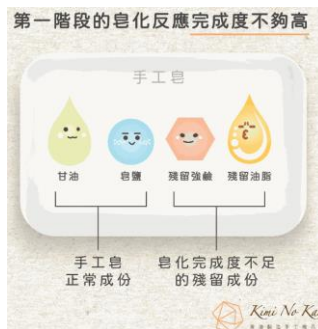 第一階段的皂化反應完成度不夠高
手工皂
甘油 皂鹽 殘留強鹼 殘留油脂
手工皂
正常成份
皂化完成度不足
的殘留成份
Kimi No Ka